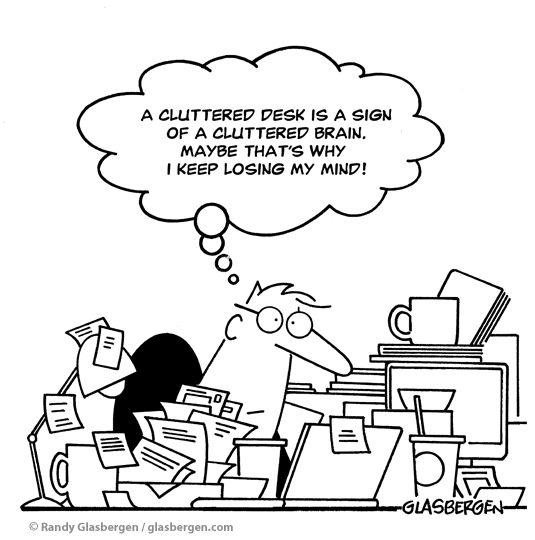 A CLUTTERED DESK IS A SIGN
OF A CLUTTERED BRAIN.
MAYBE THAT'S WHY
I KEEP LOSING MY MIND!
GLASBERGEN
© Randy Glasbergen / glasbergen.com